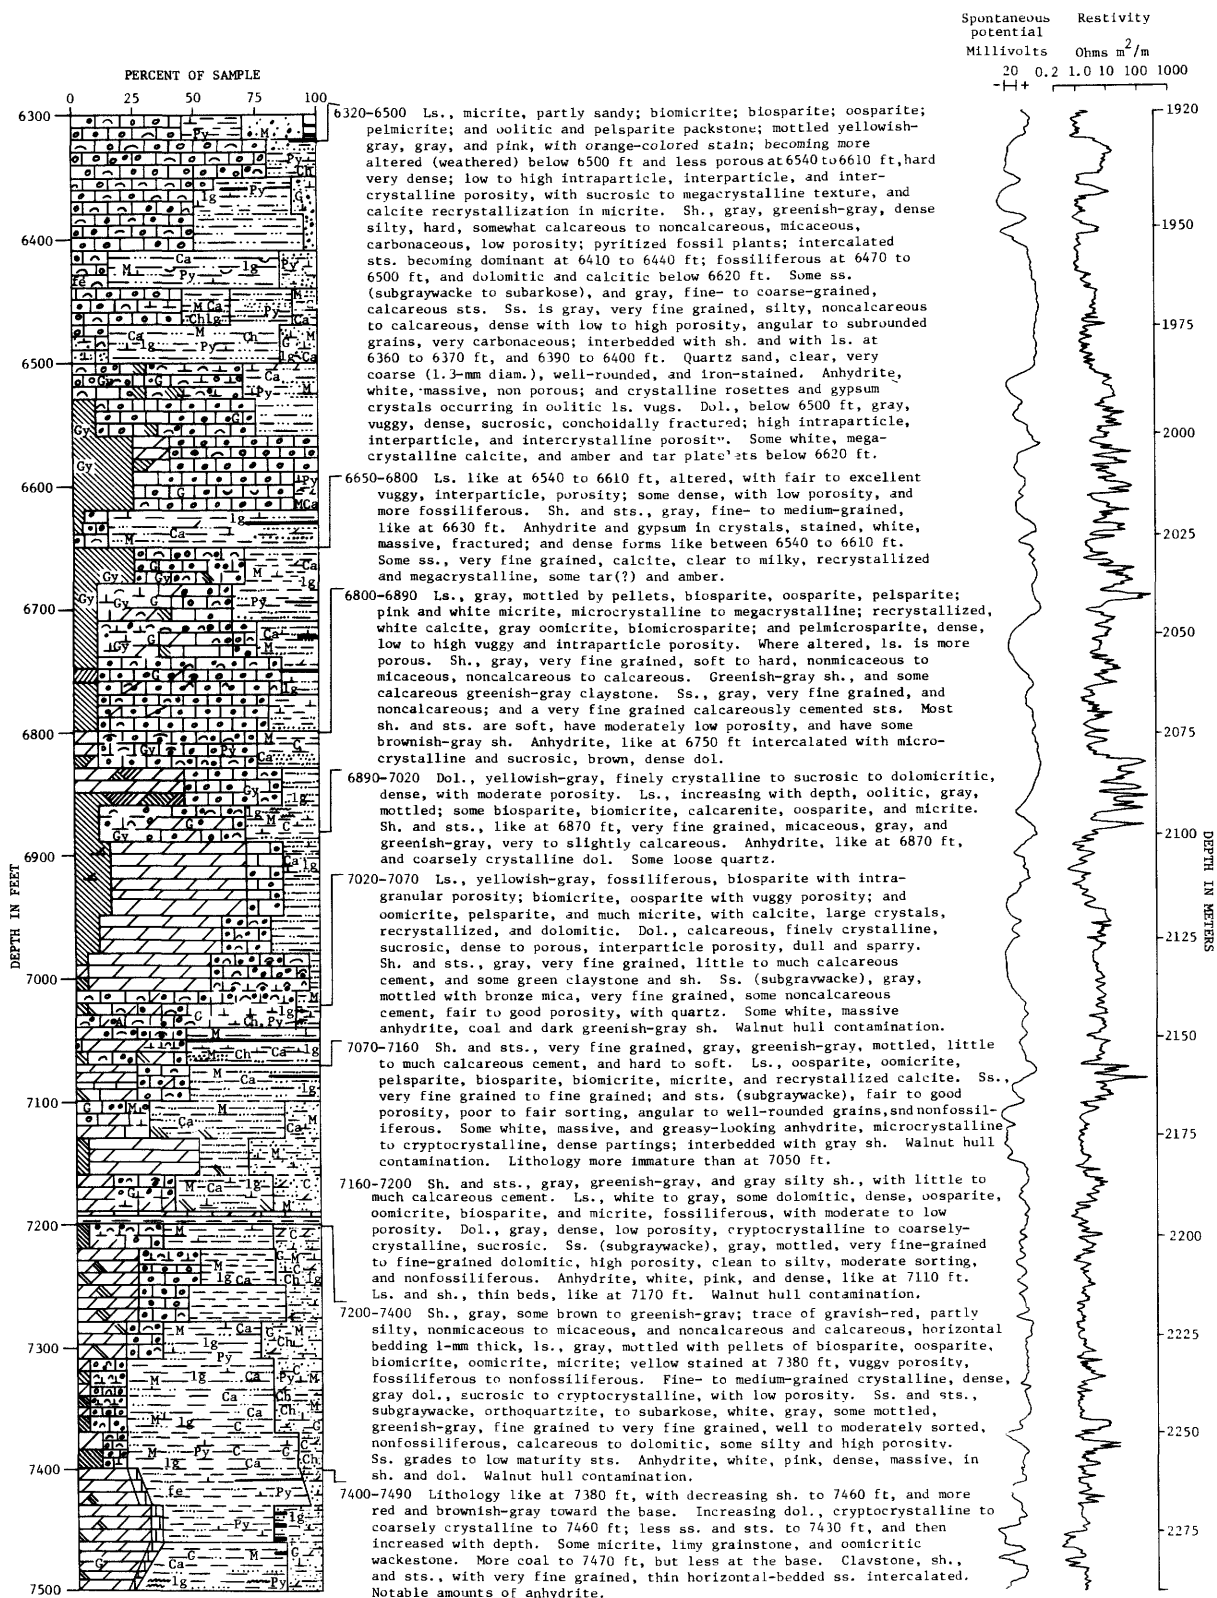 Spontaneous potential Millivolts
Restivity
Ohms m²/m
20 0.2 1.0 10 100 1000
- +
PERCENT OF SAMPLE
0 25 50 75 100
6320-6500 Ls., micrite, partly sandy; biomicrite; biosparite; oosparite;
pelmicrite; and oolitic and pelsparite packstone; mottled yellowish-
gray, gray, and pink, with orange-colored stain; becoming more
altered (weathered) below 6500 ft and less porous at 6540 to 6610 ft, hard
very dense; low to high intraparticle, interparticle, and inter-
crystalline porosity, with sucrosic to megacrystalline texture, and
calcite recrystallization in micrite. Sh., gray, greenish-gray, dense
silty, hard, somewhat calcareous to noncalcareous, micaceous,
carbonaceous, low porosity; pyritized fossil plants; intercalated
sts. becoming dominant at 6410 to 6440 ft; fossiliferous at 6470 to
6500 ft, and dolomitic and calcitic below 6620 ft. Some ss.
(subgraywacke to subarkose), and gray, fine- to coarse-grained,
calcareous sts. Ss. is gray, very fine grained, silty, noncalcareous
to calcareous, dense with low to high porosity, angular to subrounded
grains, very carbonaceous; interbedded with sh. and with ls. at
6360 to 6370 ft, and 6390 to 6400 ft. Quartz sand, clear, very
coarse (1.3-mm diam.), well-rounded, and iron-stained. Anhydrite,
white, massive, non porous; and crystalline rosettes and gypsum
crystals occurring in oolitic ls. vugs. Dol., below 6500 ft, gray,
vuggy, dense, sucrosic, conchoidally fractured; high intraparticle,
interparticle, and intercrystalline porosity. Some white, mega-
crystalline calcite, and amber and tar platelets below 6620 ft.
6650-6800 Ls. like at 6540 to 6610 ft, altered, with fair to excellent
vuggy, interparticle, porosity; some dense, with low porosity, and
more fossiliferous. Sh. and sts., gray, fine- to medium-grained,
like at 6630 ft. Anhydrite and gypsum in crystals, stained, white,
massive, fractured; and dense forms like between 6540 to 6610 ft.
Some ss., very fine grained, calcite, clear to milky, recrystallized
and megacrystalline, some tar(?) and amber.
6800-6890 Ls., gray, mottled by pellets, biosparite, oosparite, pelsparite;
pink and white micrite, microcrystalline to megacrystalline; recrystallized,
white calcite, gray oomicrite, biomicrosparite; and pelmicrosparite, dense,
low to high vuggy and intraparticle porosity. Where altered, ls. is more
porous. Sh., gray, very fine grained, soft to hard, nonmicaceous to
micaceous, noncalcareous to calcareous. Greenish-gray sh., and some
calcareous greenish-gray claystone. Ss., gray, very fine grained, and
noncalcareous; and a very fine grained calcareously cemented sts. Most
sh. and sts. are soft, have moderately low porosity, and have some
brownish-gray sh. Anhydrite, like at 6750 ft intercalated with micro-
crystalline and sucrosic, brown, dense dol.
6890-7020 Dol., yellowish-gray, finely crystalline to sucrosic to dolomicritic,
dense, with moderate porosity. Ls., increasing with depth, oolitic, gray,
mottled; some biosparite, biomicrite, calcarenite, oosparite, and micrite.
Sh. and sts., like at 6870 ft, very fine grained, micaceous, gray, and
greenish-gray, very to slightly calcareous. Anhydrite, like at 6870 ft,
and coarsely crystalline dol. Some loose quartz.
7020-7070 Ls., yellowish-gray, fossiliferous, biosparite with intra-
granular porosity; biomicrite, oosparite with vuggy porosity; and
oomicrite, pelsparite, and much micrite, with calcite, large crystals,
recrystallized, and dolomitic. Dol., calcareous, finely crystalline,
sucrosic, dense to porous, interparticle porosity, dull and sparry.
Sh. and sts., gray, very fine grained, little to much calcareous
cement, and some green claystone and sh. Ss. (subgraywacke), gray,
mottled with bronze mica, very fine grained, some noncalcareous
cement, fair to good porosity, with quartz. Some white, massive
anhydrite, coal and dark greenish-gray sh. Walnut hull contamination.
7070-7160 Sh. and sts., very fine grained, gray, greenish-gray, mottled, little
to much calcareous cement, and hard to soft. Ls., oosparite, oomicrite,
pelsparite, biosparite, biomicrite, micrite, and recrystallized calcite. Ss.,
very fine grained to fine grained; and sts. (subgraywacke), fair to good
porosity, poor to fair sorting, angular to well-rounded grains, snd nonfossil-
iferous. Some white, massive, and greasy-looking anhydrite, microcrystalline
to cryptocrystalline, dense partings; interbedded with gray sh. Walnut hull
contamination. Lithology more immature than at 7050 ft.
7160-7200 Sh. and sts., gray, greenish-gray, and gray silty sh., with little to
much calcareous cement. Ls., white to gray, some dolomitic, dense, oosparite,
oomicrite, biosparite, and micrite, fossiliferous, with moderate to low
porosity. Dol., gray, dense, low porosity, cryptocrystalline to coarsely-
crystalline, sucrosic. Ss. (subgraywacke), gray, mottled, very fine-grained
to fine-grained dolomitic, high porosity, clean to silty, moderate sorting,
and nonfossiliferous. Anhydrite, white, pink, and dense, like at 7110 ft.
Ls. and sh., thin beds, like at 7170 ft. Walnut hull contamination.
7200-7400 Sh., gray, some brown to greenish-gray; trace of grayish-red, partly
silty, nonmicaceous to micaceous, and noncalcareous and calcareous, horizontal
bedding 1-mm thick, ls., gray, mottled with pellets of biosparite, oosparite,
biomicrite, oomicrite, micrite; yellow stained at 7380 ft, vuggy porosity,
fossiliferous to nonfossiliferous. Fine- to medium-grained crystalline, dense,
gray dol., sucrosic to cryptocrystalline, with low porosity. Ss. and sts.,
subgraywacke, orthoquartzite, to subarkose, white, gray, some mottled,
greenish-gray, fine grained to very fine grained, well to moderately sorted,
nonfossiliferous, calcareous to dolomitic, some silty and high porosity.
Ss. grades to low maturity sts. Anhydrite, white, pink, dense, massive, in
sh. and dol. Walnut hull contamination.
7400-7490 Lithology like at 7380 ft, with decreasing sh. to 7460 ft, and more
red and brownish-gray toward the base. Increasing dol., cryptocrystalline to
coarsely crystalline to 7460 ft; less ss. and sts. to 7430 ft, and then
increased with depth. Some micrite, limy grainstone, and oomicritic
wackestone. More coal to 7470 ft, but less at the base. Claystone, sh.,
and sts., with very fine grained, thin horizontal-bedded ss. intercalated.
Notable amounts of anhydrite.
DEPTH IN FEET
6300
6400
6500
6600
6700
6800
6900
7000
7100
7200
7300
7400
7500
DEPTH IN METERS
1920
1950
1975
2000
2025
2050
2075
2100
2125
2150
2175
2200
2225
2250
2275